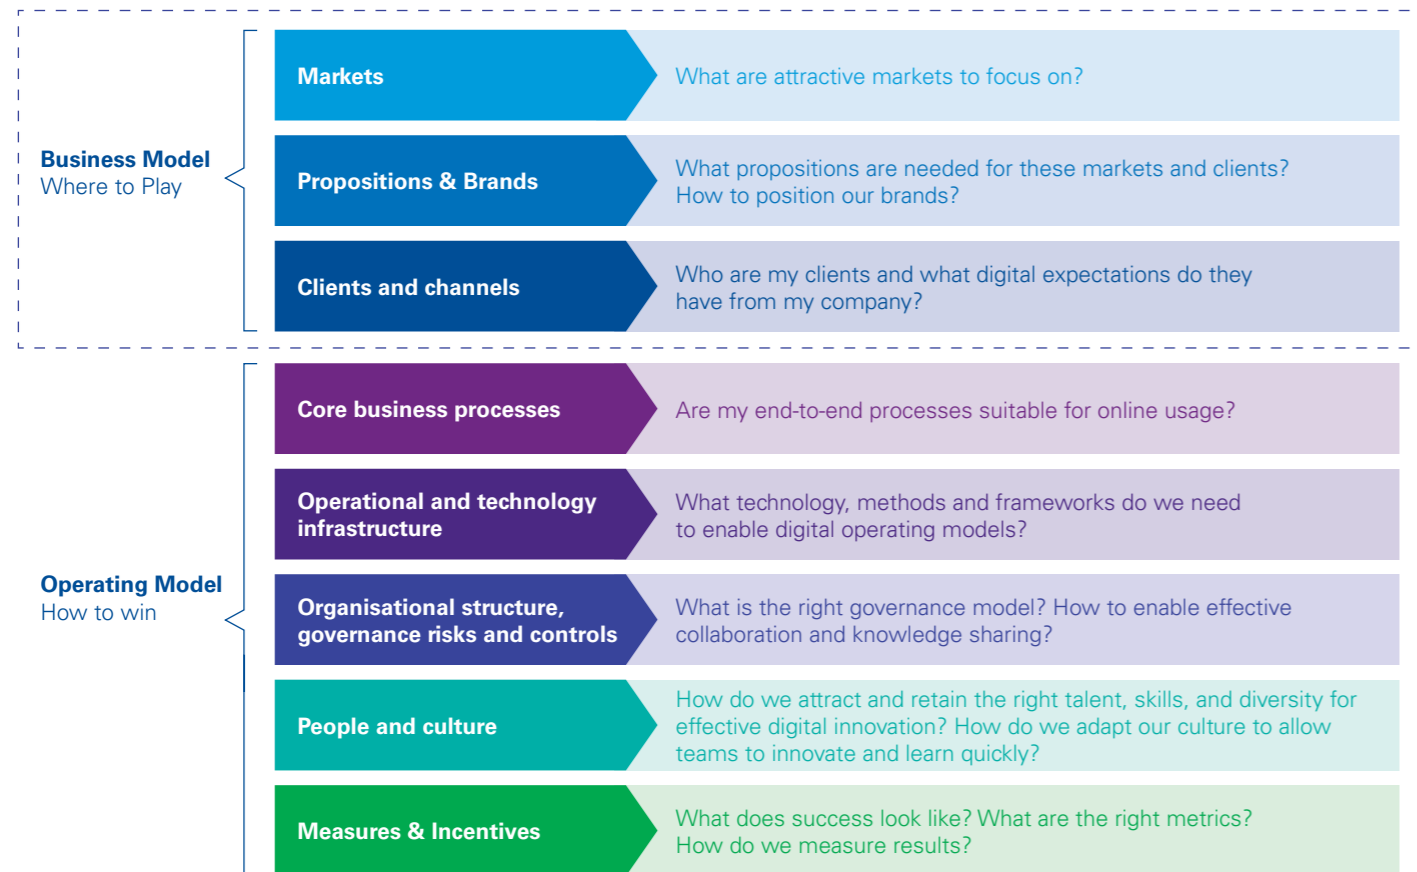 Business Model
Where to Play
Markets
What are attractive markets to focus on?
Propositions & Brands
What propositions are needed for these markets and clients?
How to position our brands?
Clients and channels
Who are my clients and what digital expectations do they
have from my company?
Operating Model
How to win
Core business processes
Are my end-to-end processes suitable for online usage?
Operational and technology
infrastructure
What technology, methods and frameworks do we need
to enable digital operating models?
Organisational structure,
governance risks and controls
What is the right governance model? How to enable effective
collaboration and knowledge sharing?
People and culture
How do we attract and retain the right talent, skills, and diversity for
effective digital innovation? How do we adapt our culture to allow
teams to innovate and learn quickly?
Measures & Incentives
What does success look like? What are the right metrics?
How do we measure results?